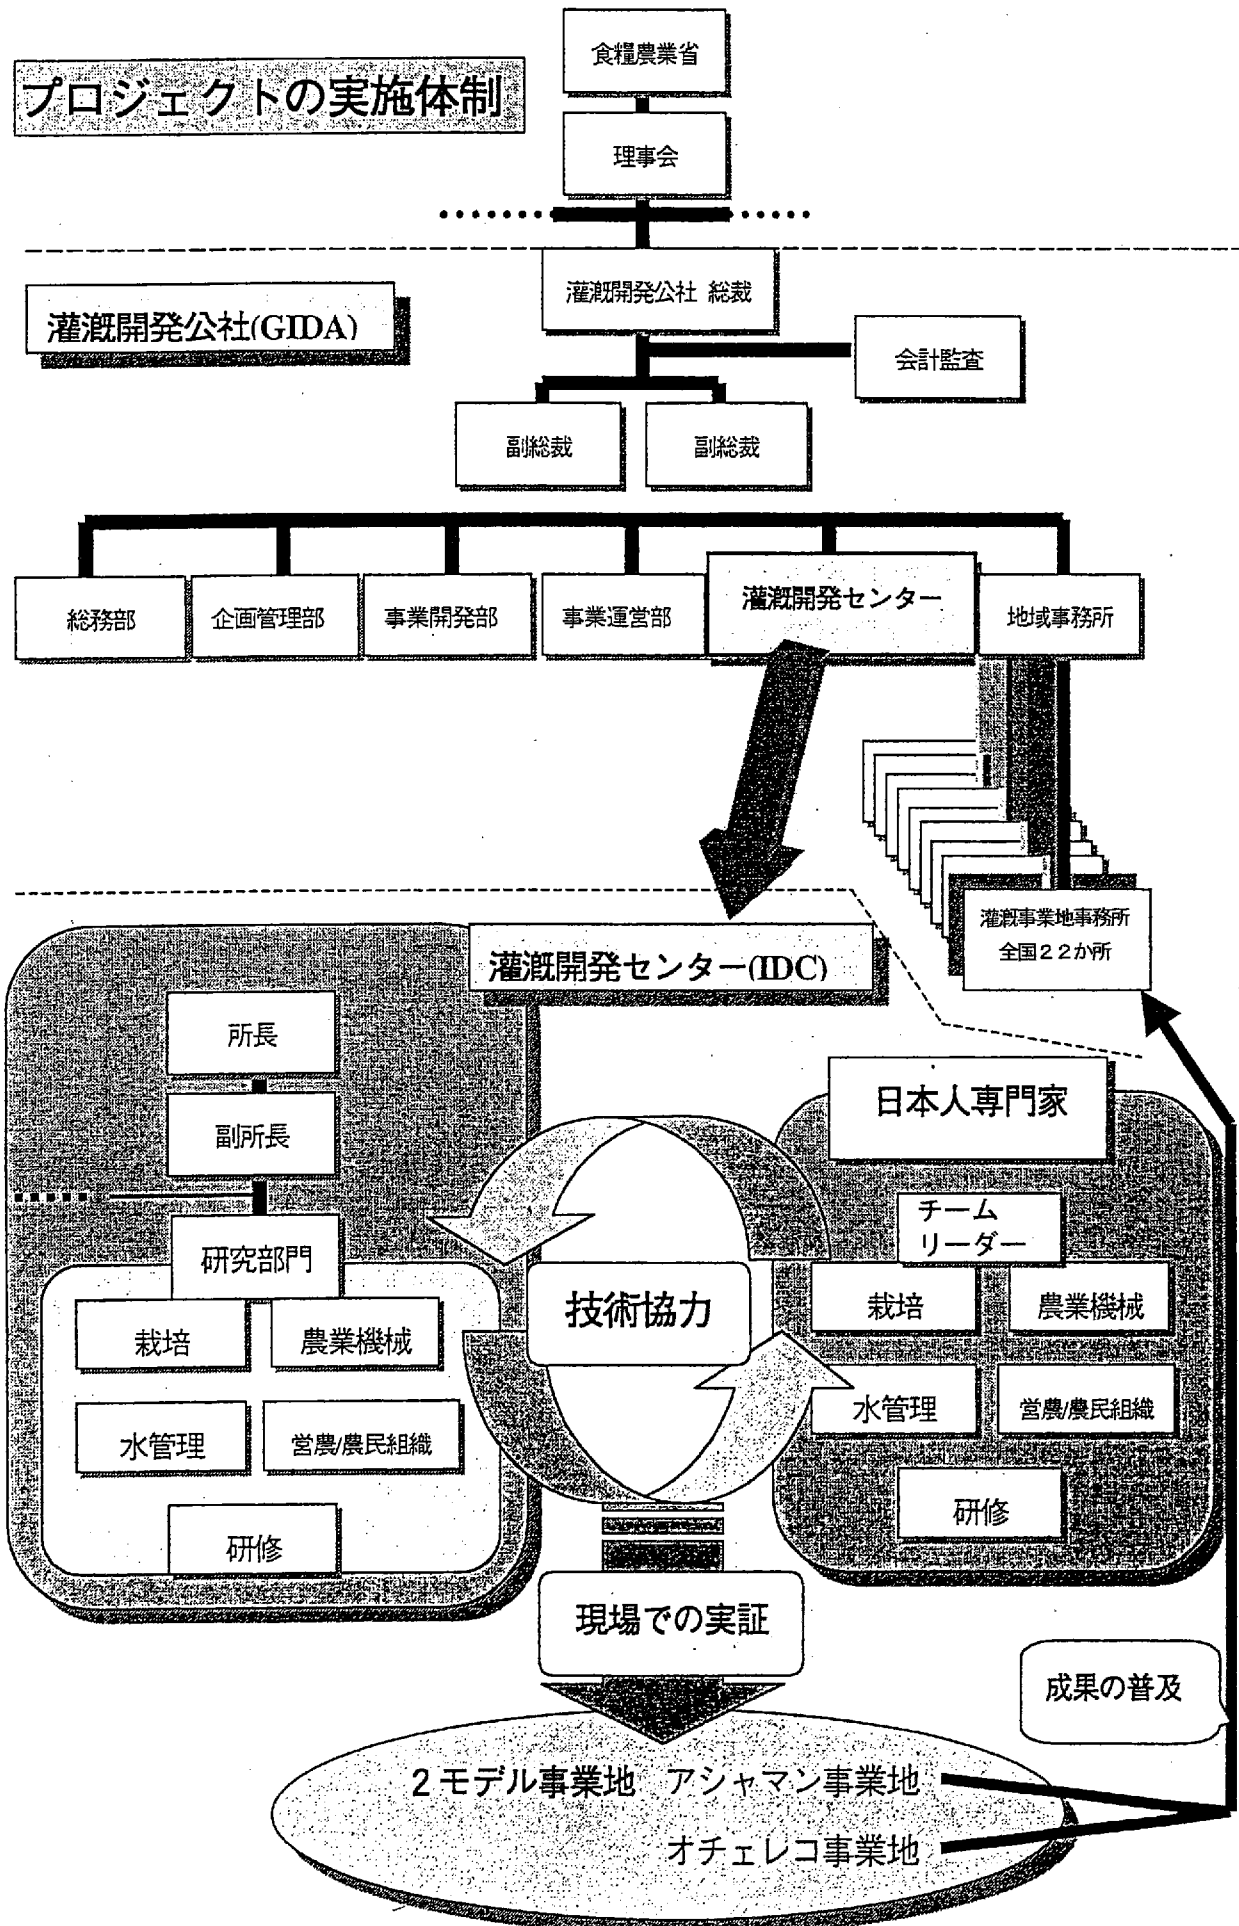 食糧農業省
プロジェクトの実施体制
理事会
灌漑開発公社 総裁
灌漑開発公社(GIDA)
会計監査
副総裁
副総裁
総務部
企画管理部
事業開発部
事業運営部
灌漑開発センター
地域事務所
灌漑事業地事務所
全国22か所
灌漑開発センター(IDC)
所長
副所長
研究部門
栽培
農業機械
水管理
営農/農民組織
研修
技術協力
日本人専門家
チーム
リーダー
栽培
農業機械
水管理
営農/農民組織
研修
現場での実証
成果の普及
2モデル事業地 アシャマン事業地
オチェレコ事業地